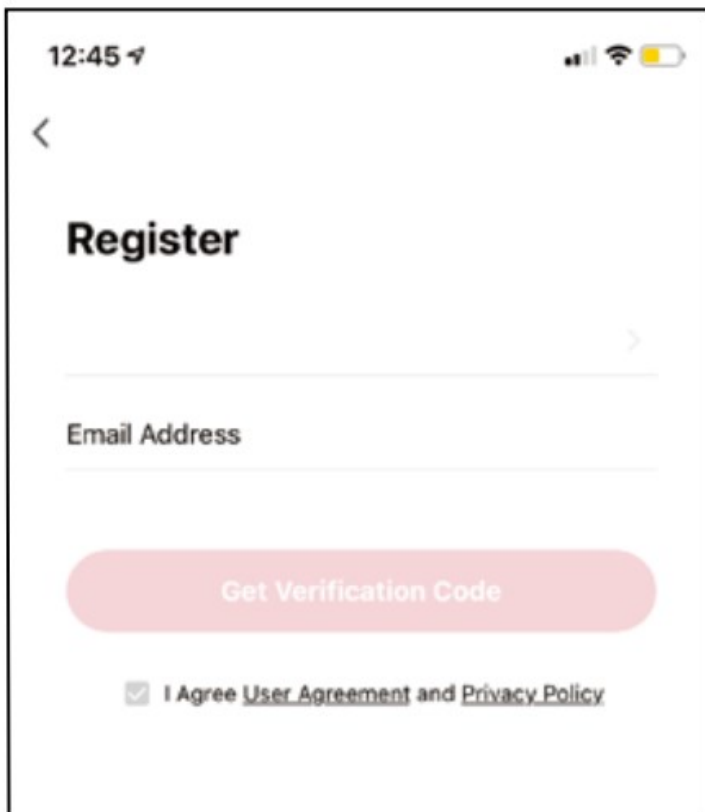 12:45
Register
Email Address
Get Verification Code
I Agree User Agreement and Privacy Policy